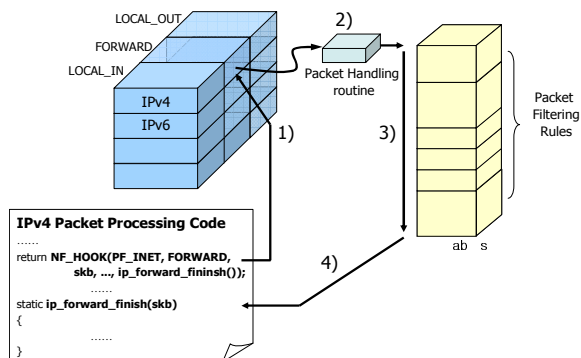 LOCAL_OUT
FORWARD
LOCAL_IN
IPv4
IPv6
1)
2)
Packet Handling
routine
3)
Packet
Filtering
Rules
ab s
4)
IPv4 Packet Processing Code
......
return NF_HOOK(PF_INET, FORWARD,
skb, ..., ip_forward_fininsh());
......
static ip_forward_finish(skb)
{
......
}